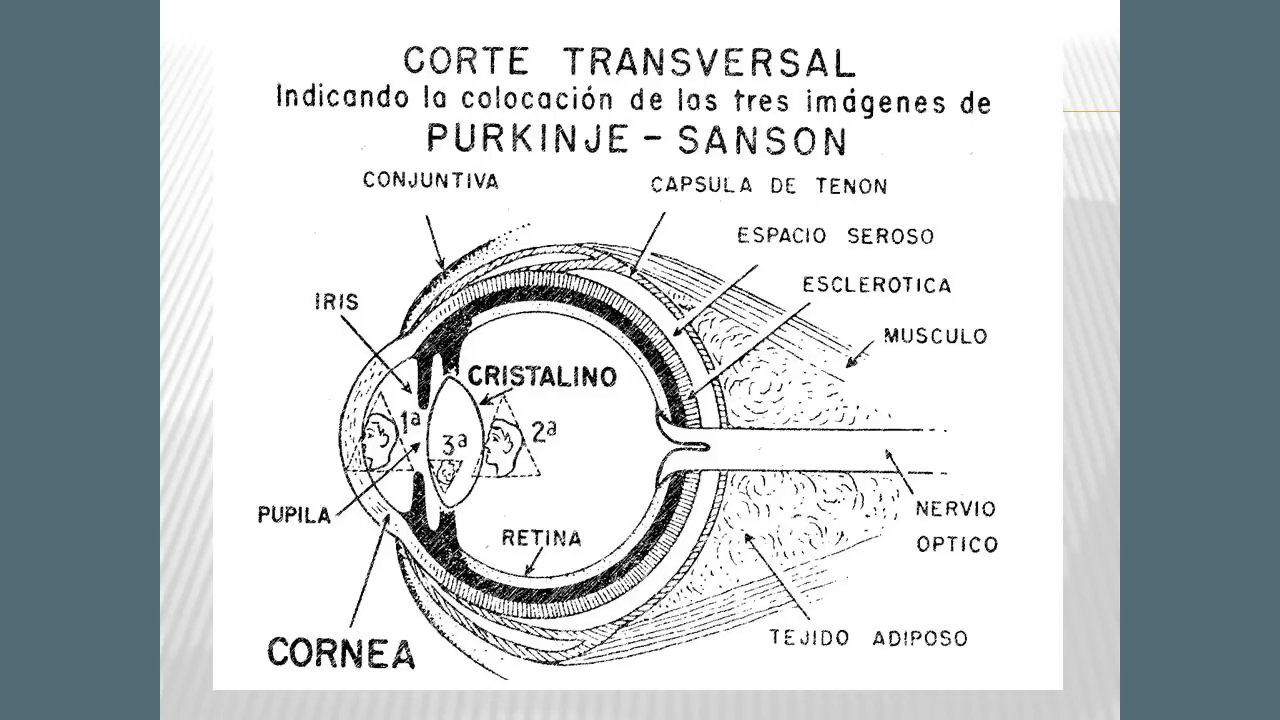 CORTE TRANSVERSAL
Indicando la colocación de las tres imágenes de
PURKINJE - SANSON
CONJUNTIVA
CAPSULA DE TENON
ESPACIO SEROSO
ESCLEROTICA
IRIS
MUSCULO
CRISTALINO
1ª
2ª
3ª
PUPILA
NERVIO
OPTICO
RETINA
TEJIDO ADIPOSO
CORNEA